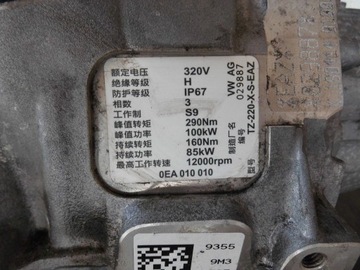 额定电压 320V
绝缘等级 H
防护等级 IP67
相数 3
工作制 S9
峰值转矩 290Nm
峰值功率 100kW
持续转矩 160Nm
持续功率 85kW
最高工作转速 12000rpm
0EA 010 010
制造厂名 VW AG
编号 029887
型号 TZ-220-X-S-EAZ
9355
9M3